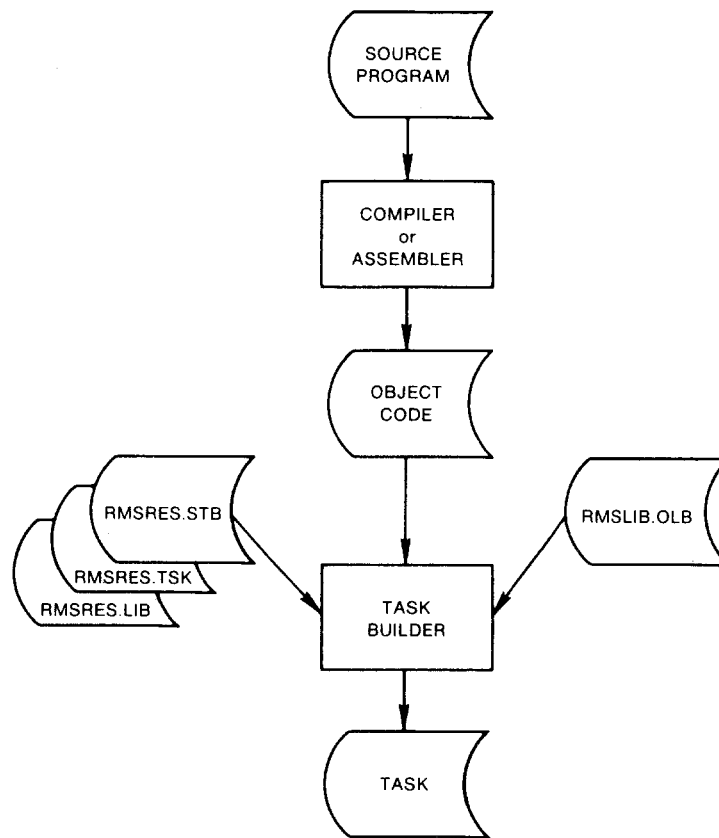 SOURCE
PROGRAM
COMPILER
or
ASSEMBLER
OBJECT
CODE
RMSRES.STB
RMSRES.TSK
RMSRES.LIB
RMSLIB.OLB
TASK
BUILDER
TASK